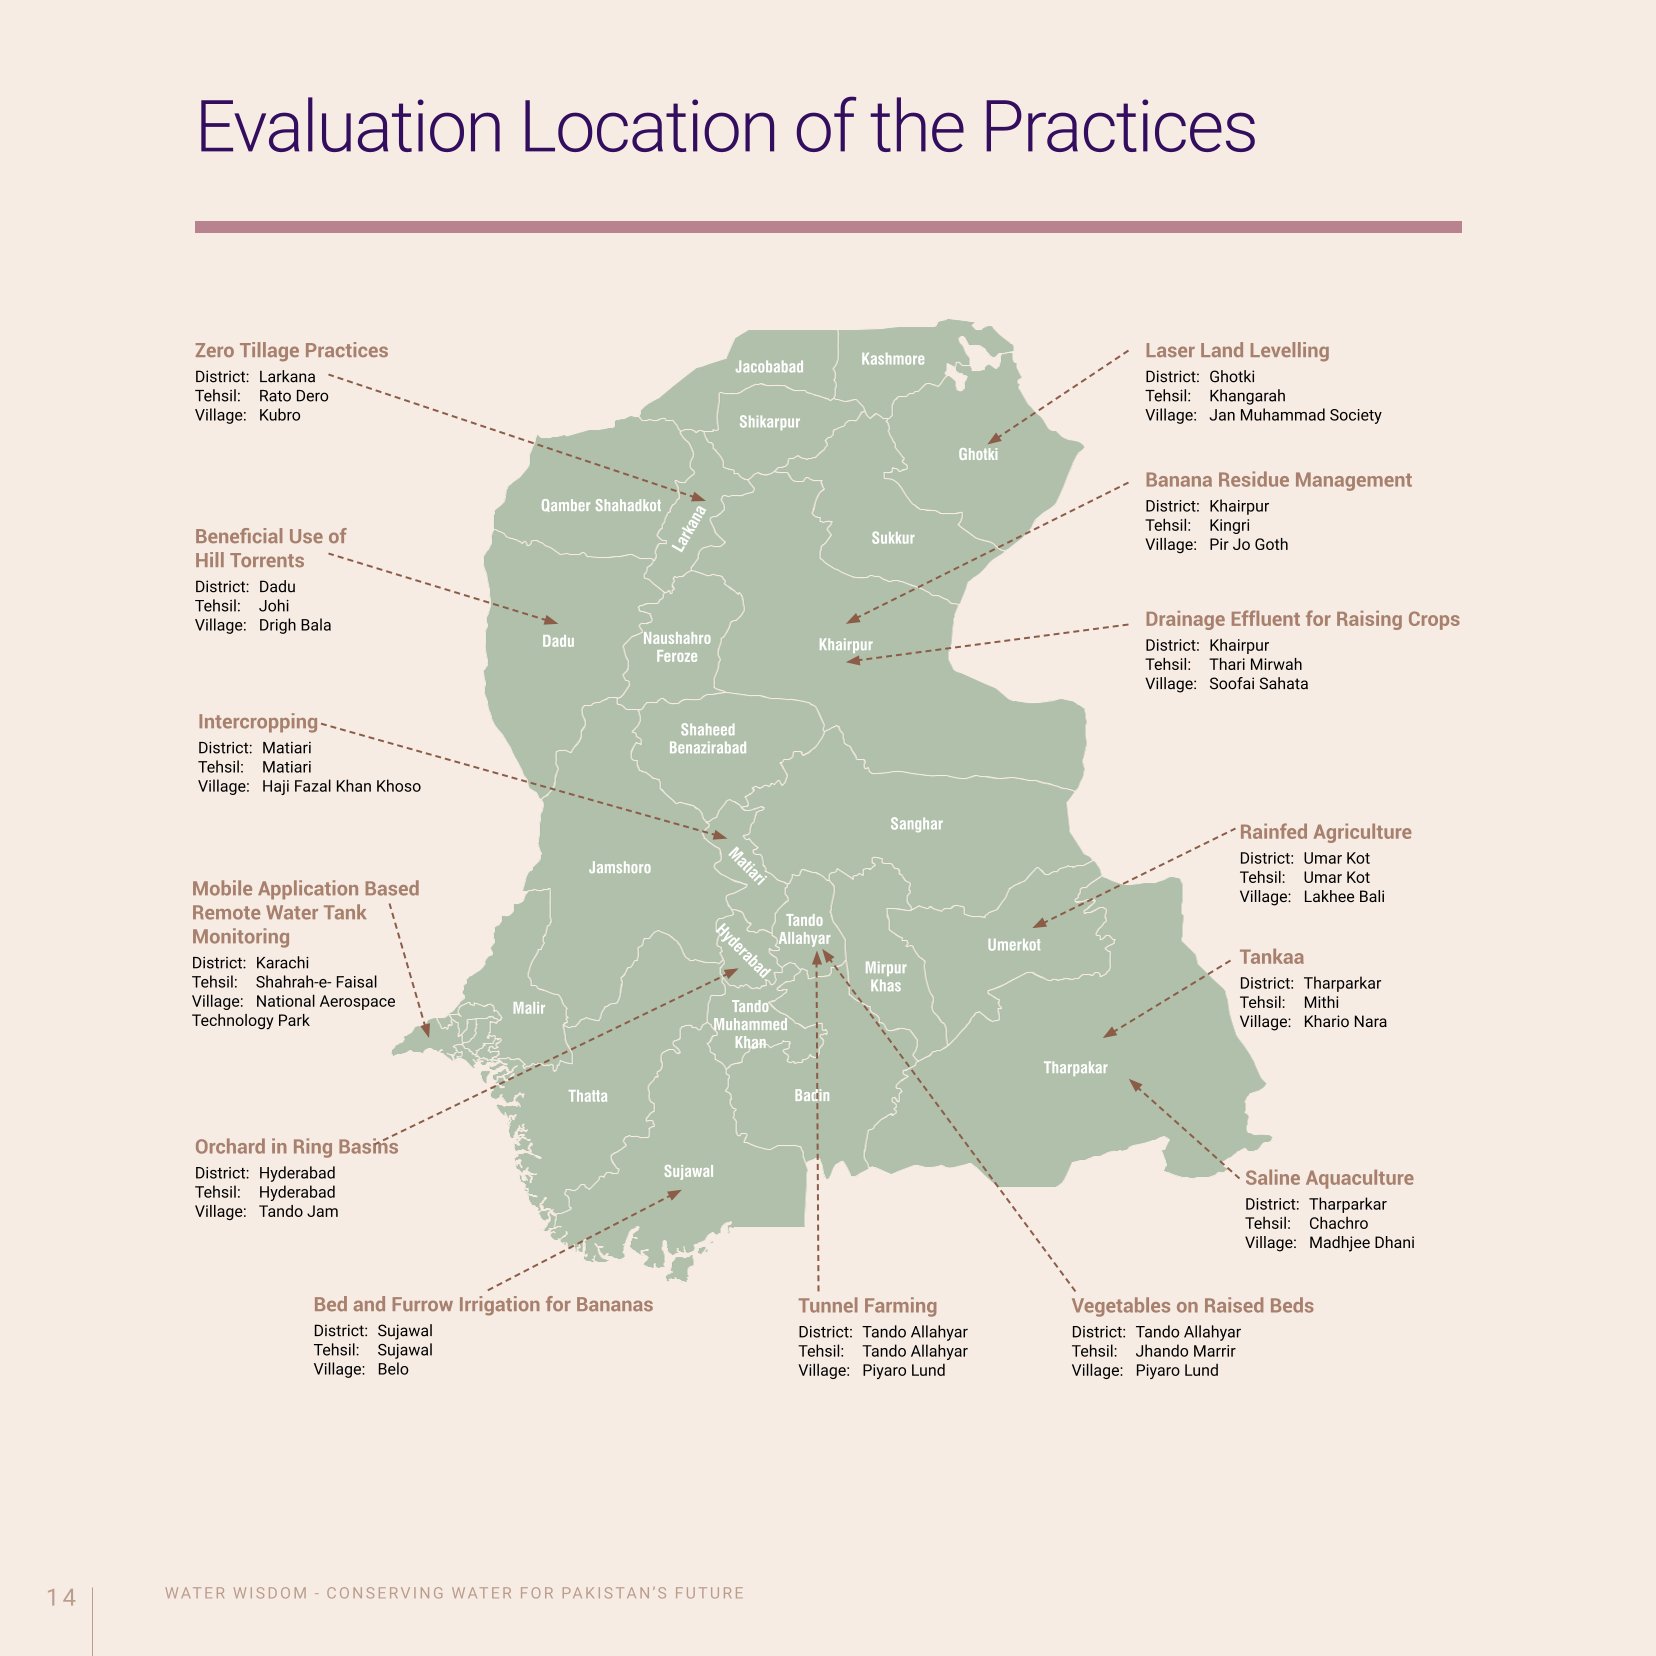 Evaluation Location of the Practices
Zero Tillage Practices
District: Larkana
Tehsil: Rato Dero
Village: Kubro
Beneficial Use of
Hill Torrents
District: Dadu
Tehsil: Johi
Village: Drigh Bala
Intercropping
District: Matiari
Tehsil: Matiari
Village: Haji Fazal Khan Khoso
Mobile Application Based
Remote Water Tank
Monitoring
District: Karachi
Tehsil: Shahrah-e- Faisal
Village: National Aerospace
Technology Park
Orchard in Ring Basins
District: Hyderabad
Tehsil: Hyderabad
Village: Tando Jam
Bed and Furrow Irrigation for Bananas
District: Sujawal
Tehsil: Sujawal
Village: Belo
Tunnel Farming
District: Tando Allahyar
Tehsil: Tando Allahyar
Village: Piyaro Lund
Vegetables on Raised Beds
District: Tando Allahyar
Tehsil: Jhando Marrir
Village: Piyaro Lund
Laser Land Levelling
District: Ghotki
Tehsil: Khangarah
Village: Jan Muhammad Society
Banana Residue Management
District: Khairpur
Tehsil: Kingri
Village: Pir Jo Goth
Drainage Effluent for Raising Crops
District: Khairpur
Tehsil: Thari Mirwah
Village: Soofai Sahata
Rainfed Agriculture
District: Umar Kot
Tehsil: Umar Kot
Village: Lakhee Bali
Tankaa
District: Tharparkar
Tehsil: Mithi
Village: Khario Nara
Saline Aquaculture
District: Tharparkar
Tehsil: Chachro
Village: Madhjee Dhani
Jacobabad
Kashmore
Shikarpur
Ghotki
Qamber Shahadkot
Larkana
Sukkur
Dadu
Naushahro
Feroze
Khairpur
Shaheed
Benazirabad
Sanghar
Jamshoro
Matiari
Tando
Allahyar
Hyderabad
Umerkot
Mirpur
Khas
Malir
Tando
Muhammed
Khan
Tharpakar
Thatta
Badin
Sujawal
14
WATER WISDOM - CONSERVING WATER FOR PAKISTAN'S FUTURE